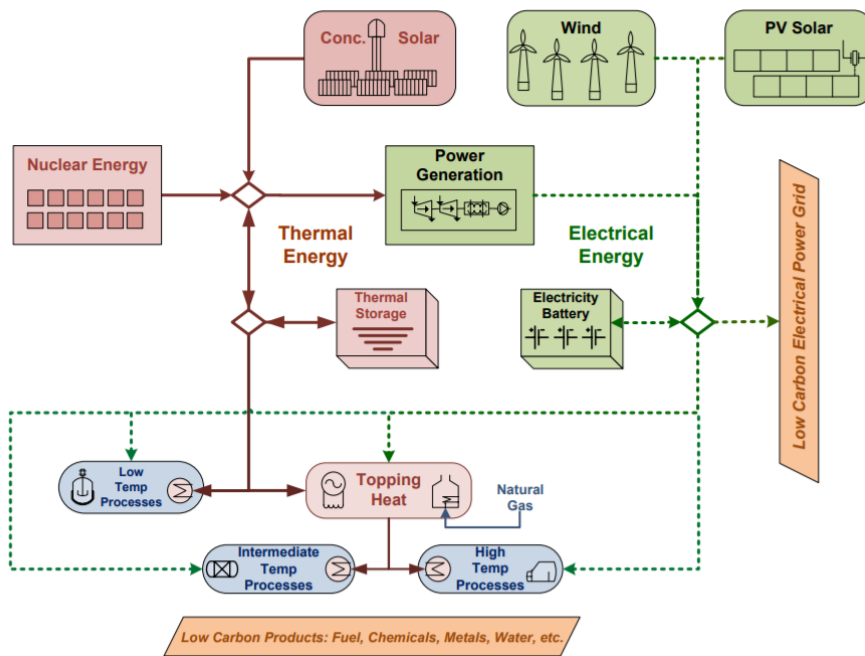 Conc. Solar
Wind
PV Solar
Nuclear Energy
Power
Generation
Thermal
Energy
Electrical
Energy
Thermal
Storage
Electricity
Battery
Low Carbon Electrical Power Grid
Low
Temp
Processes
Topping
Heat
Natural
Gas
Intermediate
Temp
Processes
High
Temp
Processes
Low Carbon Products: Fuel, Chemicals, Metals, Water, etc.